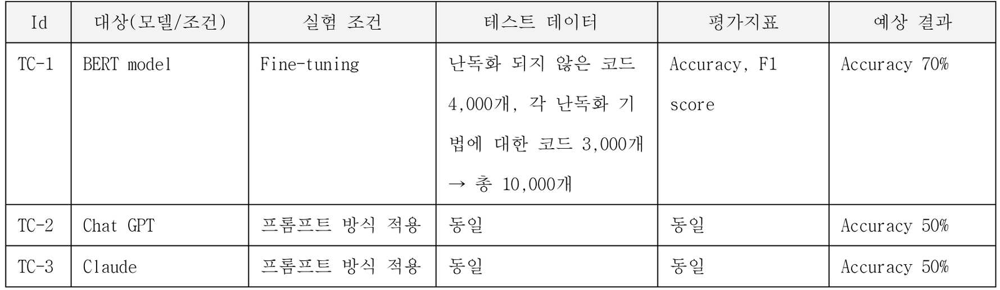 Id 대상(모델/조건) 실험 조건 테스트 데이터 평가지표 예상 결과
TC-1 BERT model Fine-tuning 난독화 되지 않은 코드 Accuracy, F1 Accuracy 70%
4,000개, 각 난독화 기 score
법에 대한 코드 3,000개
→ 총 10,000개
TC-2 Chat GPT 프롬프트 방식 적용 동일 동일 Accuracy 50%
TC-3 Claude 프롬프트 방식 적용 동일 동일 Accuracy 50%